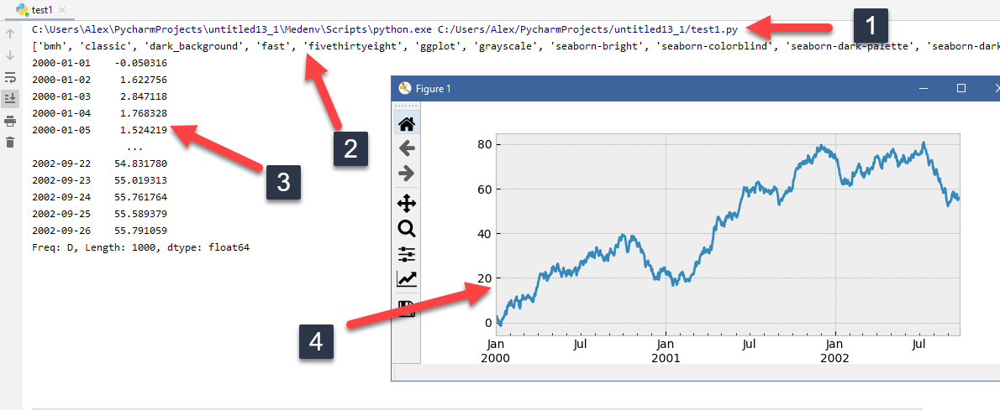 test1
C:\Users\Alex\PycharmProjects\untitled13_1\Medenv\Scripts\python.exe C:/Users/Alex/PycharmProjects/untitled13_1/test1.py
1
['bmh', 'classic', 'dark_background', 'fast', 'fivethirtyeight', 'ggplot', 'grayscale', 'seaborn-bright', 'seaborn-colorblind', 'seaborn-dark-palette', 'seaborn-dark
2000-01-01 -0.050316
2000-01-02 1.622756
2000-01-03 2.847118
2000-01-04 1.768328
2000-01-05 1.524219
...
2002-09-22 54.831780
2002-09-23 55.019313
2002-09-24 55.761764
2002-09-25 55.589379
2002-09-26 55.791059
Freq: D, Length: 1000, dtype: float64
2
3
4
Figure 1
80
60
40
20
0
Jan Jul Jan Jul Jan Jul
2000 2001 2002